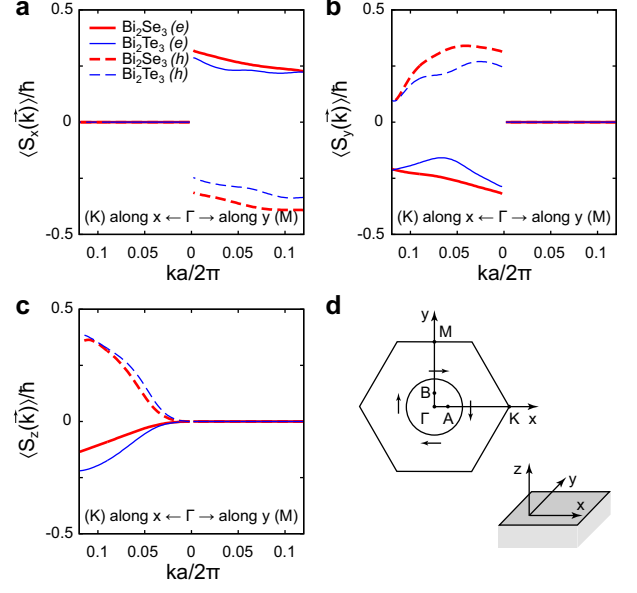 a
0.5
0
-0.5
⟨Sx(k⃗)⟩/ħ
Bi₂Se₃ (e)
Bi₂Te₃ (e)
Bi₂Se₃ (h)
Bi₂Te₃ (h)
(K) along x ← Γ → along y (M)
0.1 0.05 0 0.05 0.1
ka/2π
b
0.5
0
-0.5
⟨Sy(k⃗)⟩/ħ
(K) along x ← Γ → along y (M)
0.1 0.05 0 0.05 0.1
ka/2π
c
0.5
0
-0.5
⟨Sz(k⃗)⟩/ħ
(K) along x ← Γ → along y (M)
0.1 0.05 0 0.05 0.1
ka/2π
d
y
M
B
Γ A K x
z
y
x